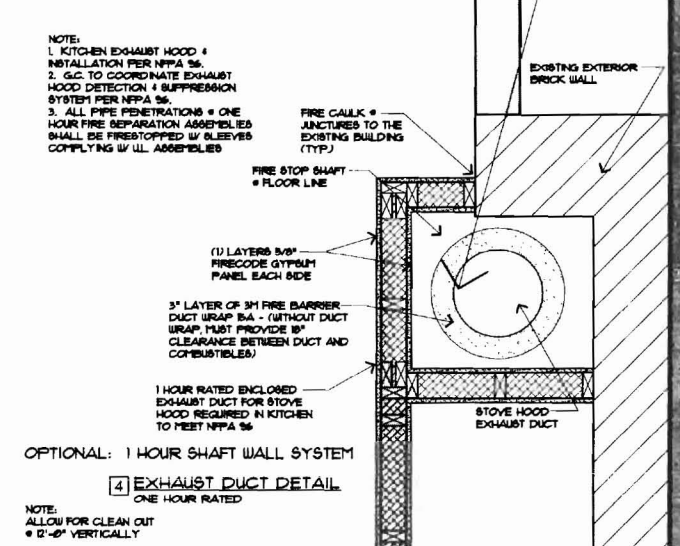 NOTE:
1. KITCHEN EXHAUST HOOD &
INSTALLATION PER NFPA 96.
2. G.C. TO COORDINATE EXHAUST
HOOD DETECTION & SUPPRESSION
SYSTEM PER NFPA 96.
3. ALL PIPE PENETRATIONS @ ONE
HOUR FIRE SEPARATION ASSEMBLIES
SHALL BE FIRESTOPPED W/ SLEEVES
COMPLYING W/ U.L. ASSEMBLIES
FIRE CAULK @
JUNCTURES TO THE
EXISTING BUILDING
(TYP.)
EXISTING EXTERIOR
BRICK WALL
FIRE STOP SHAFT
@ FLOOR LINE
(1) LAYERS 5/8"
FIRECODE GYPSUM
PANEL EACH SIDE
3" LAYER OF 3M FIRE BARRIER
DUCT WRAP 15A - (WITHOUT DUCT
WRAP, MUST PROVIDE 18"
CLEARANCE BETWEEN DUCT AND
COMBUSTIBLES)
1 HOUR RATED ENCLOSED
EXHAUST DUCT FOR STOVE
HOOD REQUIRED IN KITCHEN
TO MEET NFPA 96
STOVE HOOD
EXHAUST DUCT
OPTIONAL: 1 HOUR SHAFT WALL SYSTEM
4 EXHAUST DUCT DETAIL
ONE HOUR RATED
NOTE:
ALLOW FOR CLEAN OUT
@ 12'-0" VERTICALLY